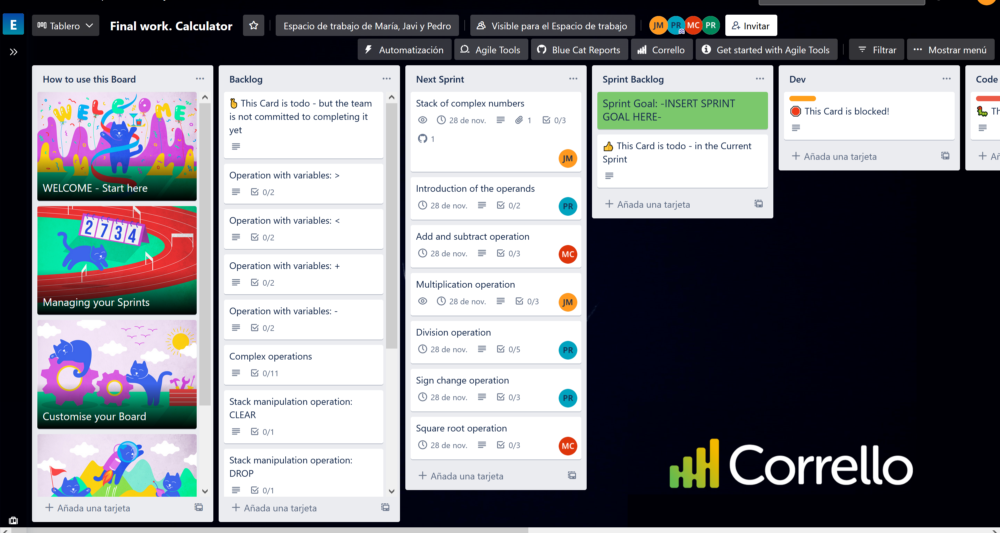 E
Tablero
Final work. Calculator
Espacio de trabajo de María, Javi y Pedro
Visible para el Espacio de trabajo
JM PR MC PR
Invitar
Automatización
Agile Tools
Blue Cat Reports
Corrello
Get started with Agile Tools
Filtrar
Mostrar menú
How to use this Board
WELCOME
WELCOME - Start here
2734
Managing your Sprints
Customise your Board
Añada una tarjeta
Backlog
This Card is todo - but the team
is not committed to completing it
yet
Operation with variables: >
0/2
Operation with variables: <
0/2
Operation with variables: +
0/2
Operation with variables: -
0/2
Complex operations
0/11
Stack manipulation operation:
CLEAR
0/1
Stack manipulation operation:
DROP
0/1
Añada una tarjeta
Next Sprint
Stack of complex numbers
28 de nov. 1 0/3
1
JM
Introduction of the operands
28 de nov. 0/2 PR
Add and subtract operation
28 de nov. 0/3 MC
Multiplication operation
28 de nov. 0/3 JM
Division operation
28 de nov. 0/5 PR
Sign change operation
28 de nov. 0/3 PR
Square root operation
28 de nov. 0/3 MC
Añada una tarjeta
Sprint Backlog
Sprint Goal: -INSERT SPRINT
GOAL HERE-
This Card is todo - in the Current
Sprint
Añada una tarjeta
Dev
This Card is blocked!
Añada una tarjeta
Code
Corrello